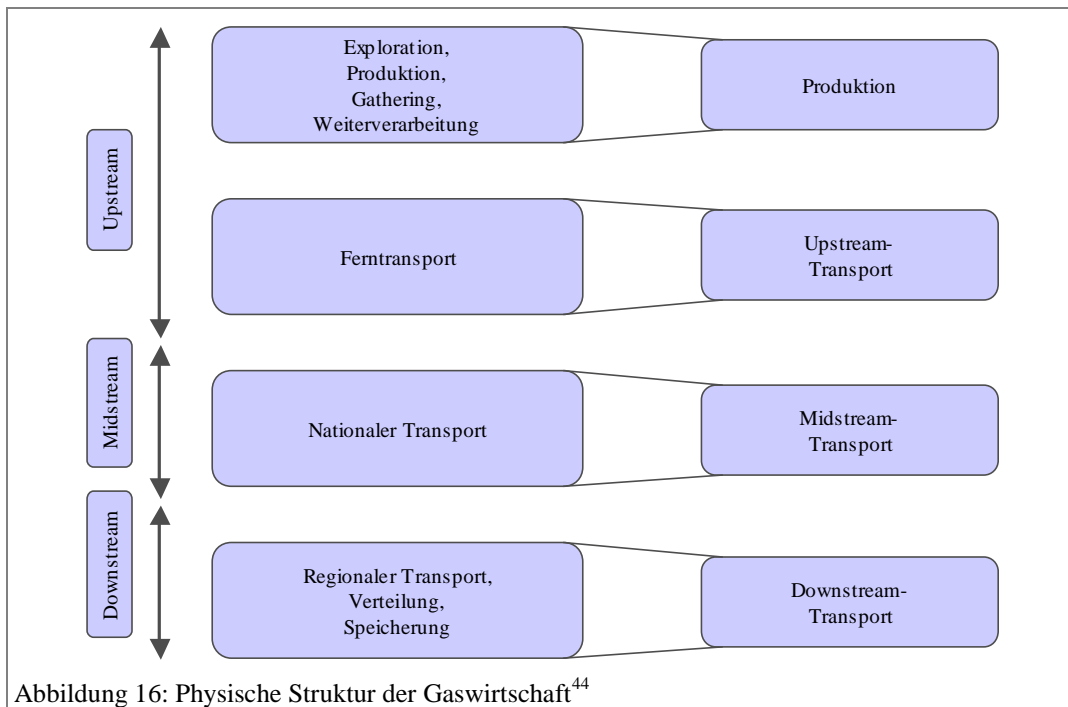 Upstream
Exploration,
Produktion,
Gathering,
Weiterverarbeitung
Produktion
Ferntransport
Upstream-
Transport
Midstream
Nationaler Transport
Midstream-
Transport
Downstream
Regionaler Transport,
Verteilung,
Speicherung
Downstream-
Transport
Abbildung 16: Physische Struktur der Gaswirtschaft44